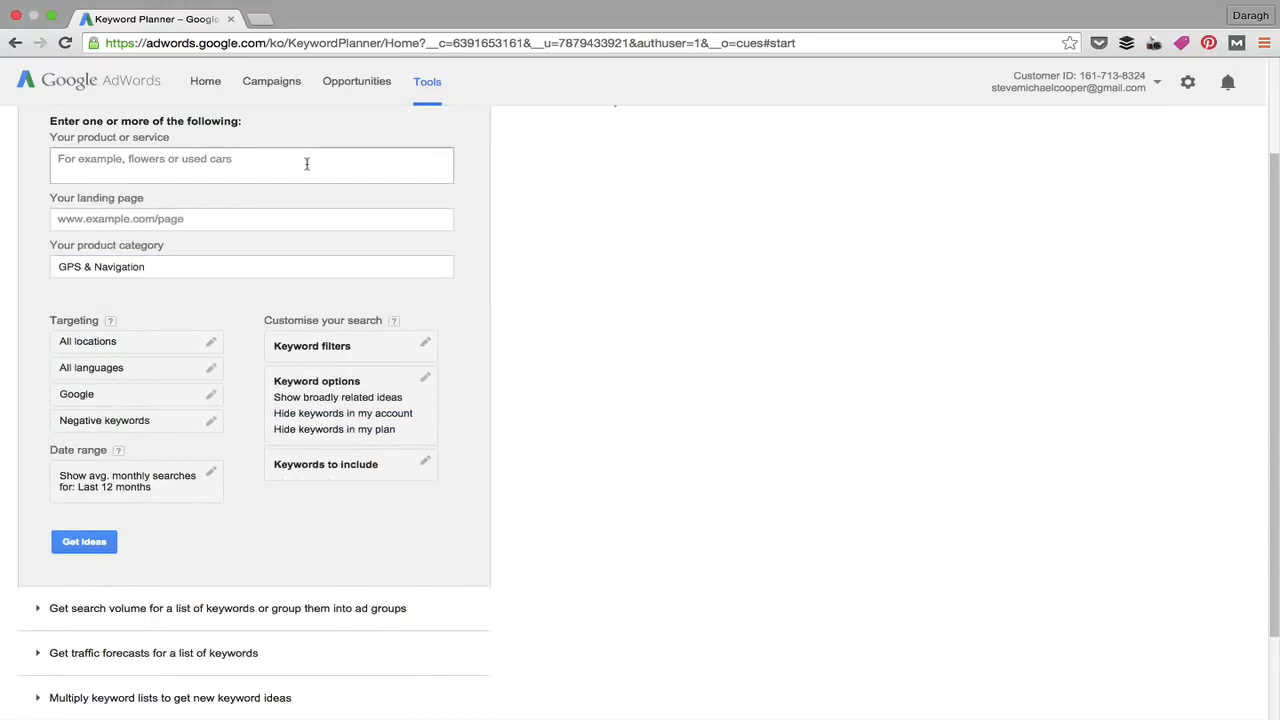 Keyword Planner – Google
Daragh
https://adwords.google.com/ko/KeywordPlanner/Home?__c=6391653161&__u=7879433921&authuser=1&__o=cues#start
Google AdWords
Home
Campaigns
Opportunities
Tools
Customer ID: 161-713-8324
stevemichaelcooper@gmail.com
Enter one or more of the following:
Your product or service
For example, flowers or used cars
Your landing page
www.example.com/page
Your product category
GPS & Navigation
Targeting ?
All locations
All languages
Google
Negative keywords
Date range ?
Show avg. monthly searches
for: Last 12 months
Customise your search ?
Keyword filters
Keyword options
Show broadly related ideas
Hide keywords in my account
Hide keywords in my plan
Keywords to include
Get ideas
Get search volume for a list of keywords or group them into ad groups
Get traffic forecasts for a list of keywords
Multiply keyword lists to get new keyword ideas